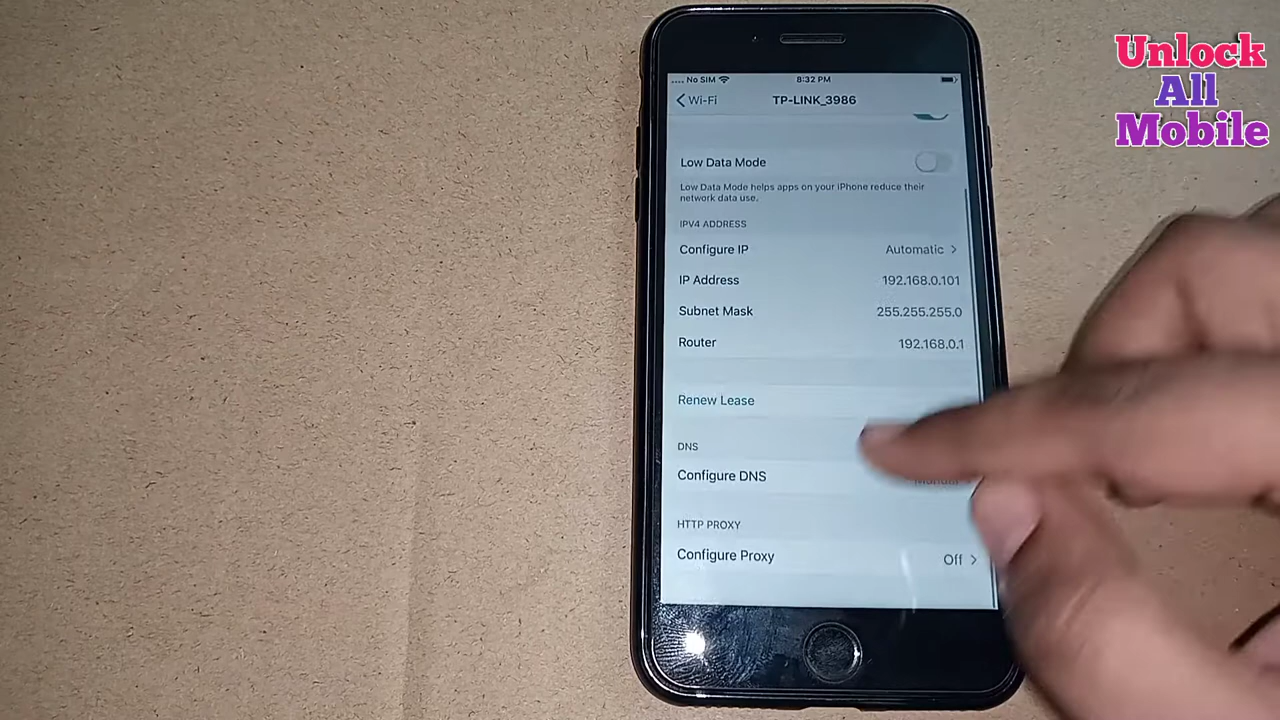 Unlock
All
Mobile
.... No SIM 8:32 PM
Wi-Fi TP-LINK_3986
Low Data Mode
Low Data Mode helps apps on your iPhone reduce their
network data use.
IPV4 ADDRESS
Configure IP Automatic
IP Address 192.168.0.101
Subnet Mask 255.255.255.0
Router 192.168.0.1
Renew Lease
DNS
Configure DNS Manual
HTTP PROXY
Configure Proxy Off